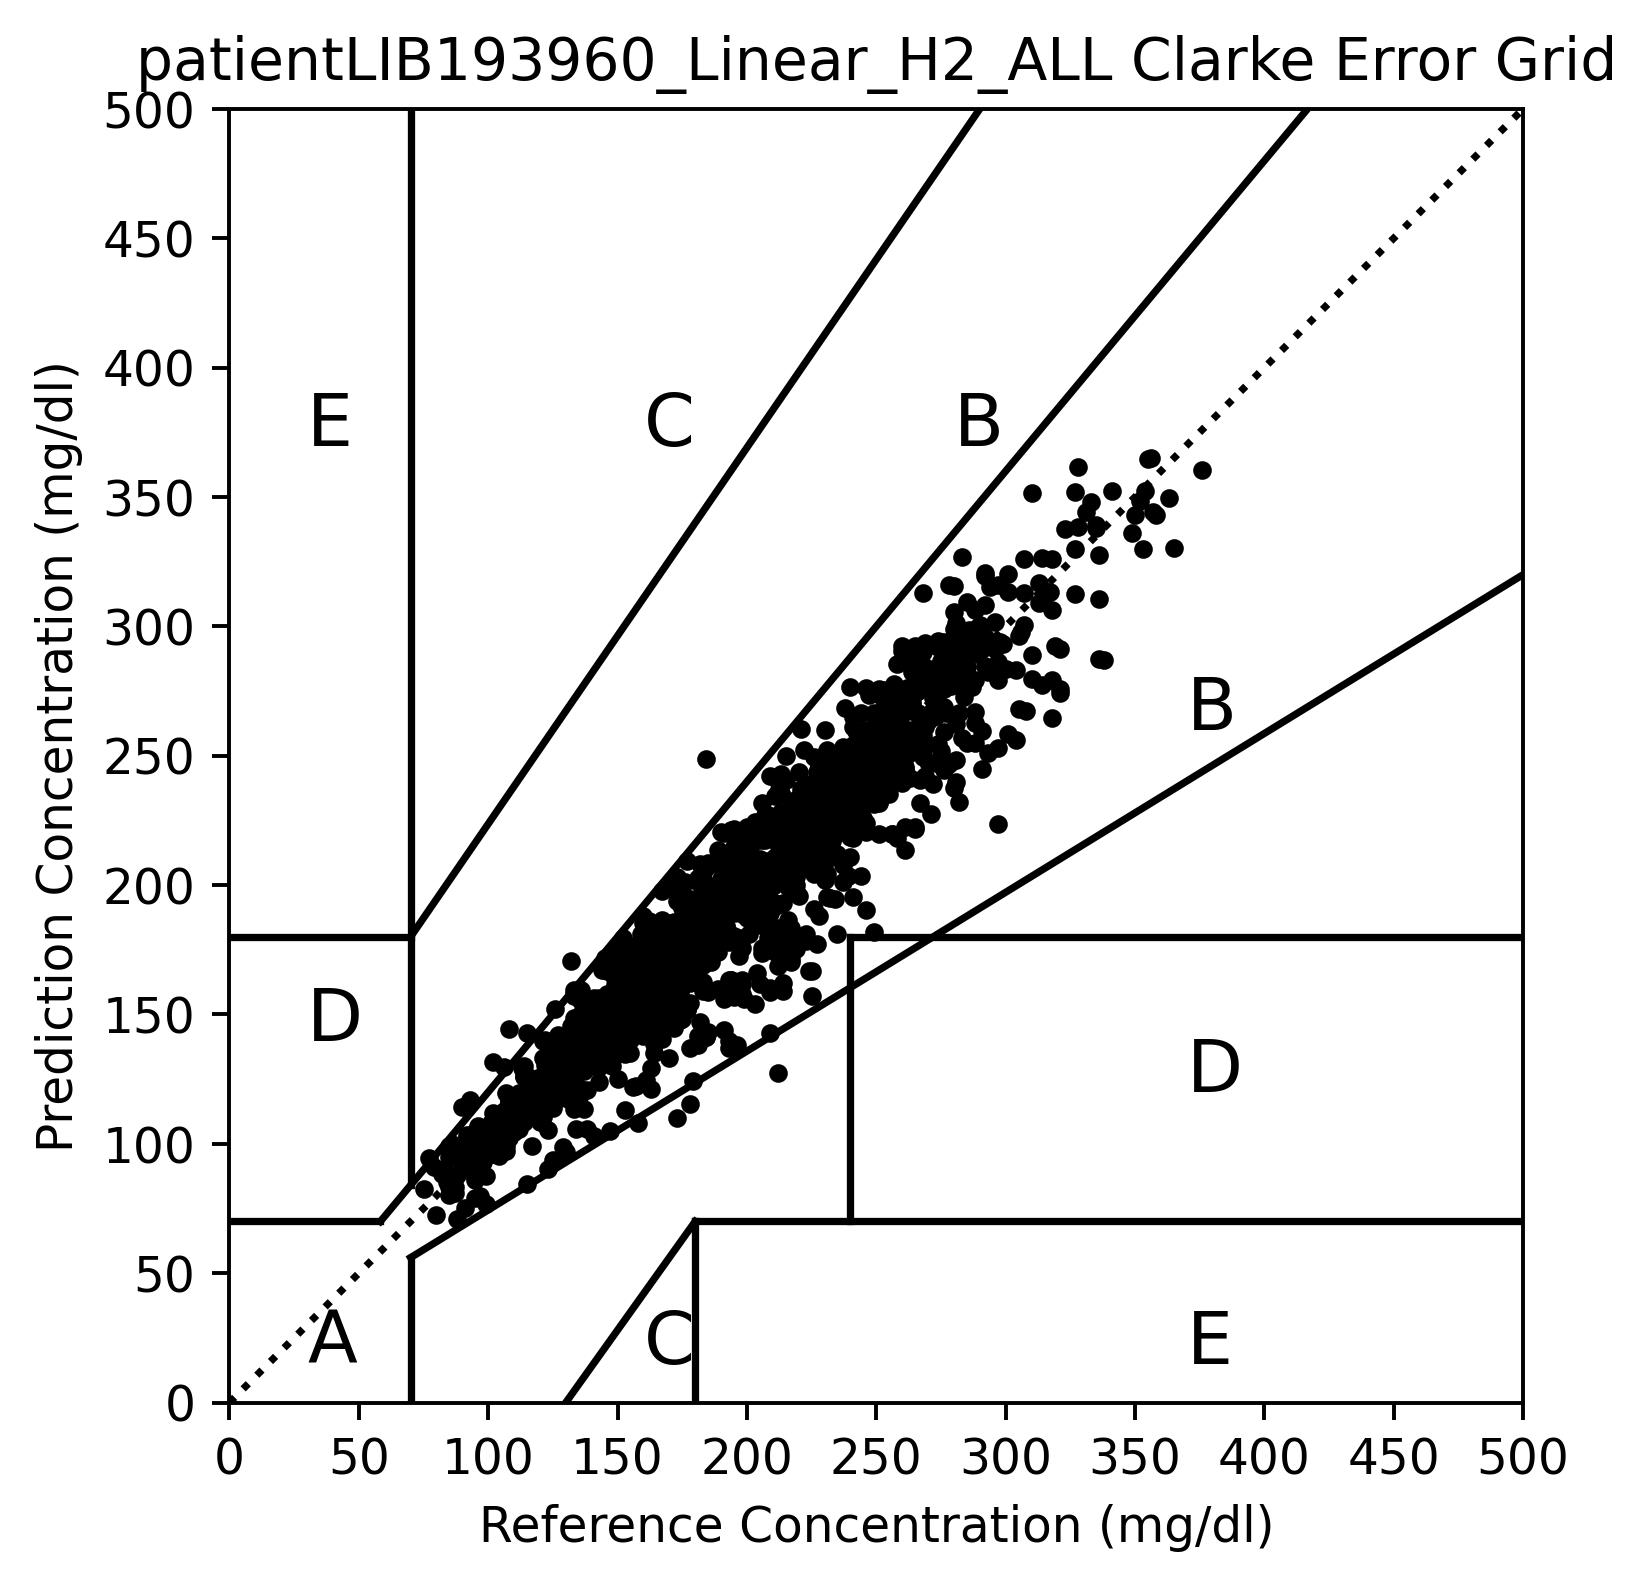 patientLIB193960_Linear_H2_ALL Clarke Error Grid
Prediction Concentration (mg/dl)
500
450
400
350
300
250
200
150
100
50
0
E
C
B
B
D
D
A
C
E
0 50 100 150 200 250 300 350 400 450 500
Reference Concentration (mg/dl)